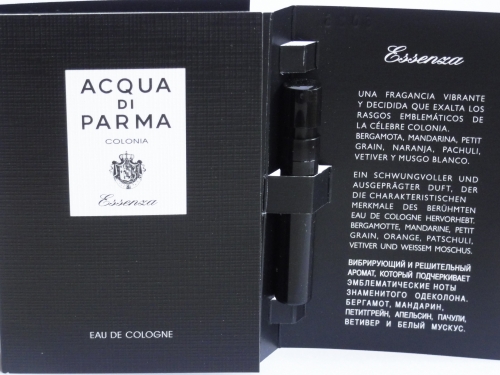 ACQUA
DI
PARMA
COLONIA
Essenza
EAU DE COLOGNE
Essenza
UNA FRAGANCIA VIBRANTE
Y DECIDIDA QUE EXALTA LOS
RASGOS EMBLEMÁTICOS DE
LA CÉLEBRE COLONIA.
BERGAMOTA, MANDARINA, PETIT
GRAIN, NARANJA, PACHULI,
VETIVER Y MUSGO BLANCO.
EIN SCHWUNGVOLLER UND
AUSGEPRÄGTER DUFT, DER
DIE CHARAKTERISTISCHEN
MERKMALE DES BERÜHMTEN
EAU DE COLOGNE HERVORHEBT.
BERGAMOTTE, MANDARINE, PETIT
GRAIN, ORANGE, PATSCHULI,
VETIVER UND WEISSEM MOSCHUS.
ВИБРИРУЮЩИЙ И РЕШИТЕЛЬНЫЙ
АРОМАТ, КОТОРЫЙ ПОДЧЕРКИВАЕТ
ЭМБЛЕМАТИЧЕСКИЕ НОТЫ
ЗНАМЕНИТОГО ОДЕКОЛОНА.
БЕРГАМОТ, МАНДАРИН,
ПЕТИТГРЕЙН, АПЕЛЬСИН, ПАЧУЛИ,
ВЕТИВЕР И БЕЛЫЙ МУСКУС.